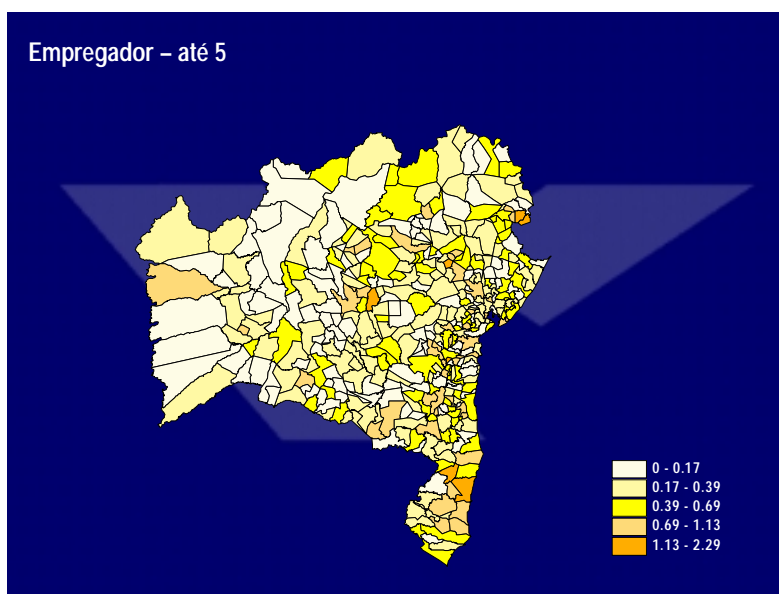 Empregador – até 5
0 - 0.17
0.17 - 0.39
0.39 - 0.69
0.69 - 1.13
1.13 - 2.29